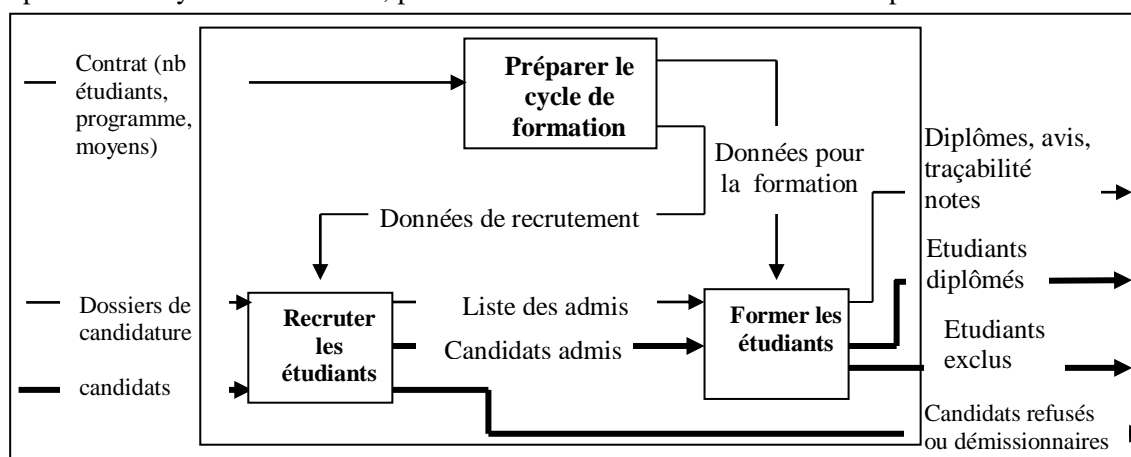 Contrat (nb
étudiants,
programme,
moyens)
Préparer le
cycle de
formation
Données pour
la formation
Diplômes, avis,
traçabilité
notes
Données de recrutement
Etudiants
diplômés
Dossiers de
candidature
Recruter
les
étudiants
Liste des admis
Candidats admis
Former les
étudiants
Etudiants
exclus
candidats
Candidats refusés
ou démissionnaires